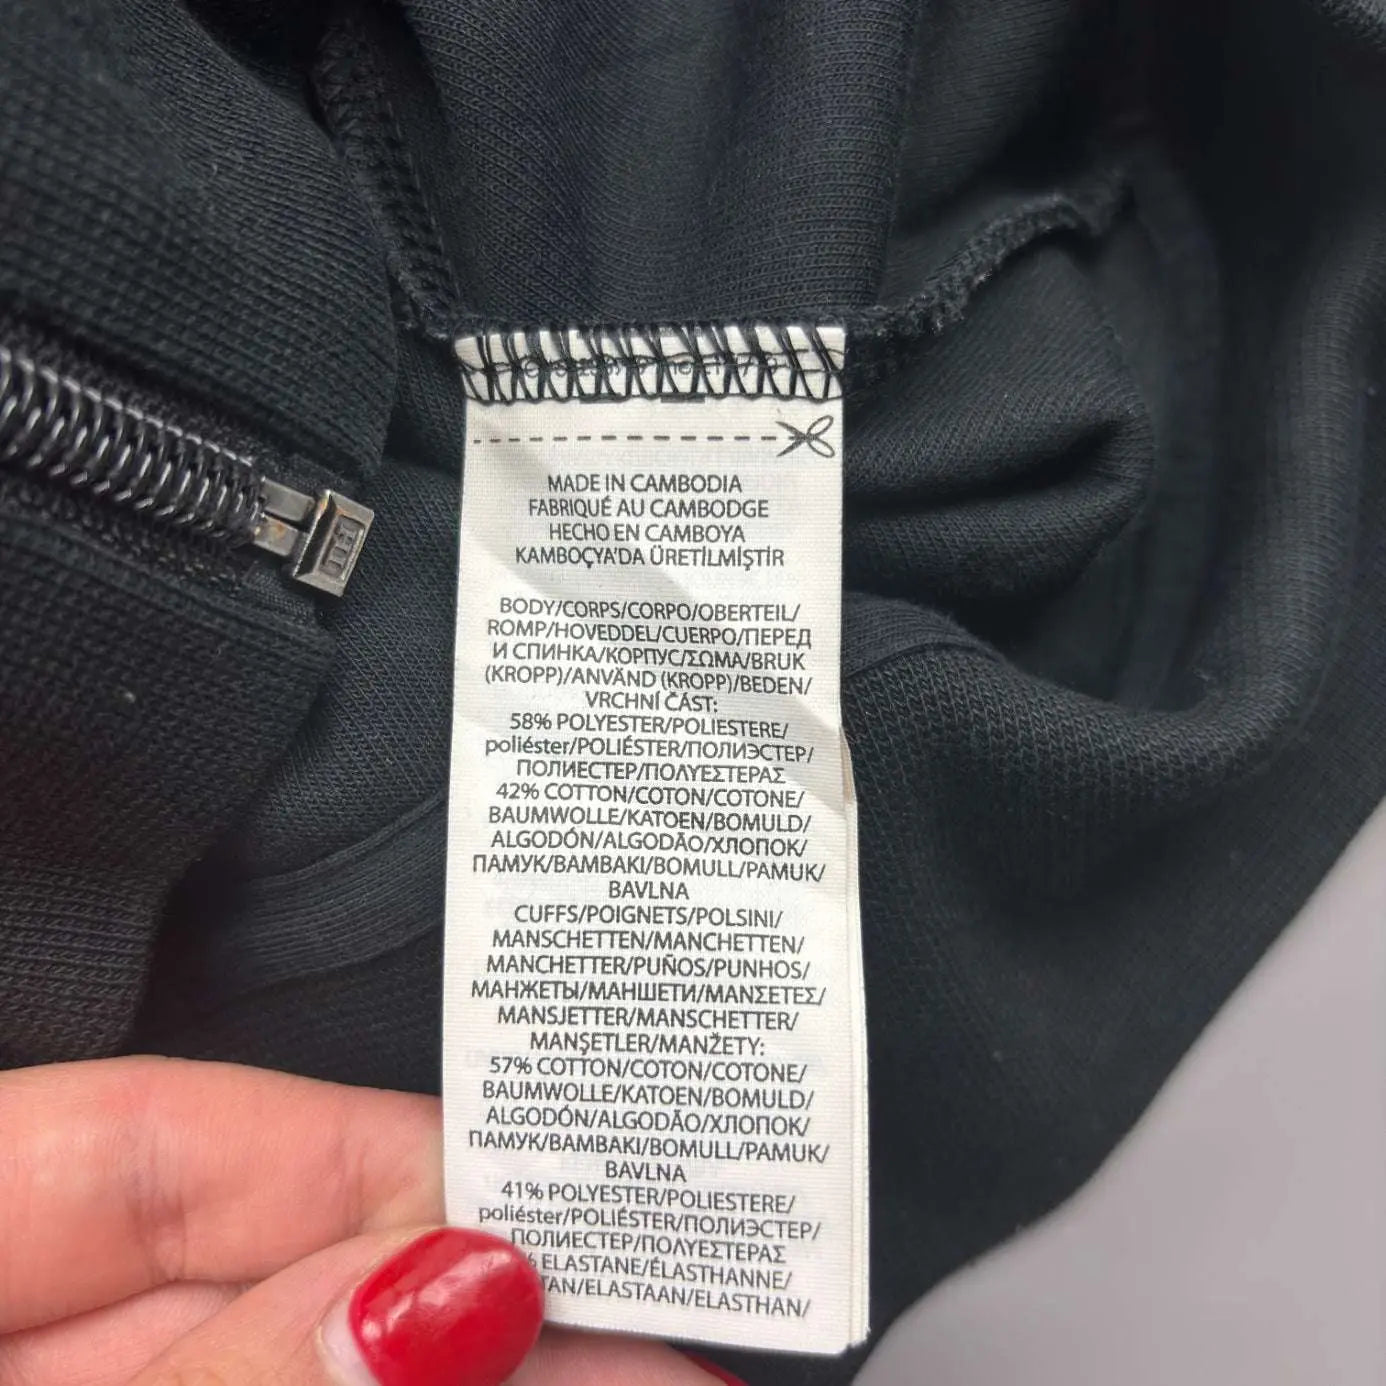 MADE IN CAMBODIA
FABRIQUÉ AU CAMBODGE
HECHO EN CAMBOYA
KAMBOÇYA'DA ÜRETİLMİŞTİR
BODY/CORPS/CORPO/OBERTEIL/
ROMP/HOVEDDEL/CUERPO/ПЕРЕД
И СПИНКА/КОРПУС/ΣΩΜΑ/BRUK
(KROPP)/ANVÄND (KROPP)/BEDEN/
VRCHNÍ ČÁST:
58% POLYESTER/POLIESTERE/
poliéster/POLIÉSTER/ПОЛИЭСТЕР/
ПОЛИЕСТЕР/ΠΟΛΥΕΣΤΕΡΑΣ
42% COTTON/COTON/COTONE/
BAUMWOLLE/KATOEN/BOMULD/
ALGODÓN/ALGODÃO/ХЛОПОК/
ПАМУК/BAMBAKI/BOMULL/PAMUK/
BAVLNA
CUFFS/POIGNETS/POLSINI/
MANSCHETTEN/MANCHETTEN/
MANCHETTER/PUÑOS/PUNHOS/
МАНЖЕТЫ/МАНШЕТИ/ΜΑΝΣΕΤΕΣ/
MANSJETTER/MANSCHETTER/
MANŞETLER/MANŽETY:
57% COTTON/COTON/COTONE/
BAUMWOLLE/KATOEN/BOMULD/
ALGODÓN/ALGODÃO/ХЛОПОК/
ПАМУК/BAMBAKI/BOMULL/PAMUK/
BAVLNA
41% POLYESTER/POLIESTERE/
poliéster/POLIÉSTER/ПОЛИЭСТЕР/
ПОЛИЕСТЕР/ΠΟΛΥΕΣΤΕΡΑΣ
% ELASTANE/ÉLASTHANNE/
TAN/ELASTAAN/ELASTHAN/